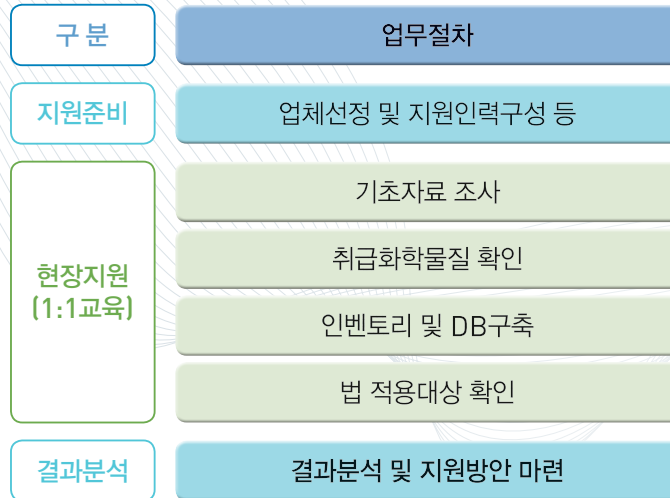 구 분
업무절차
지원준비
업체선정 및 지원인력구성 등
현장지원
(1:1교육)
기초자료 조사
취급화학물질 확인
인벤토리 및 DB구축
법 적용대상 확인
결과분석
결과분석 및 지원방안 마련